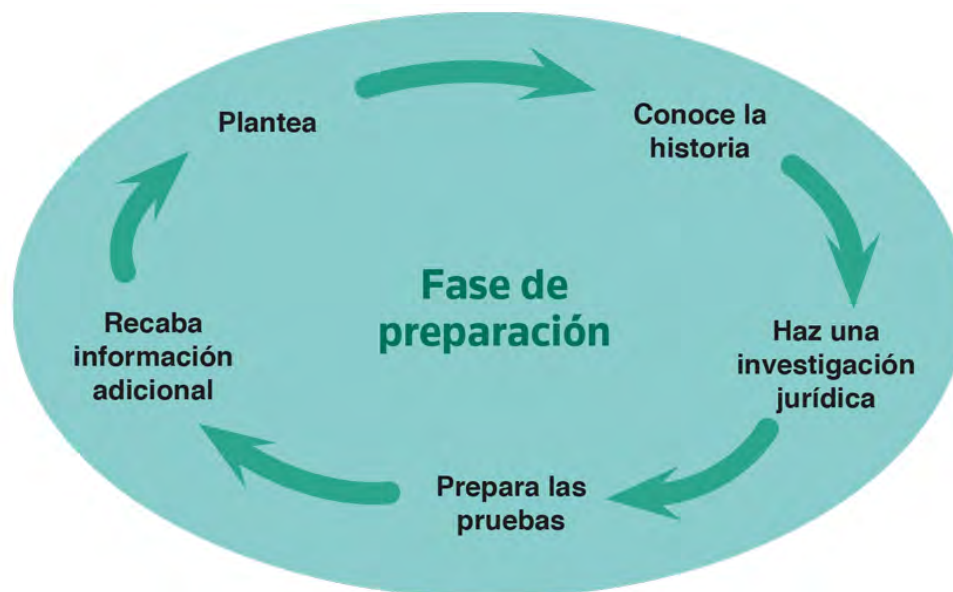 Plantea
Conoce la
historia
Haz una
investigación
jurídica
Prepara las
pruebas
Recaba
información
adicional
Fase de
preparación